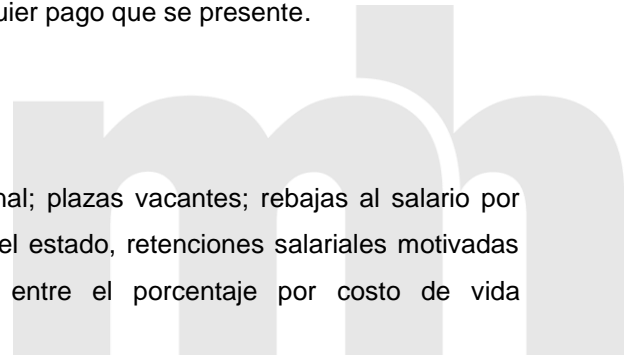 uier pago que se presente.
nal; plazas vacantes; rebajas al salario por
el estado, retenciones salariales motivadas
entre el porcentaje por costo de vida